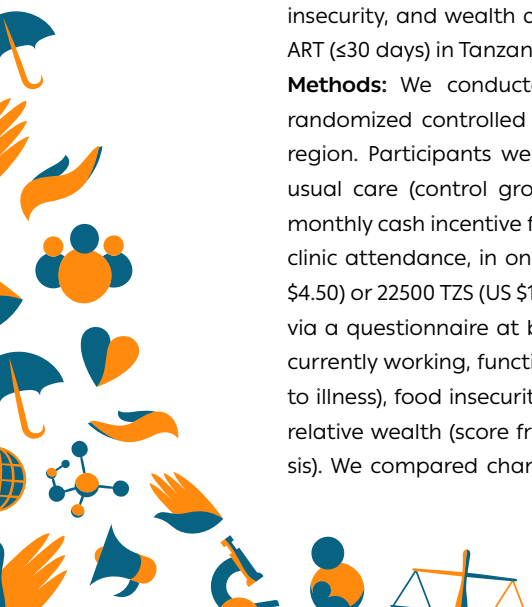 insecurity, and wealth
ART (≤30 days) in Tanzan
Methods: We conduct
randomized controlled
region. Participants we
usual care (control gro
monthly cash incentive f
clinic attendance, in on
$4.50) or 22500 TZS (US $1
via a questionnaire at b
currently working, functi
to illness), food insecurit
relative wealth (score fr
sis). We compared char